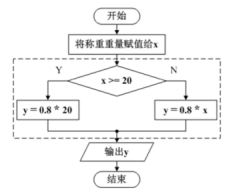 开始
将称重重量赋值给x
Y
N
x >= 20
y = 0.8 * 20
y = 0.8 * x
输出y
结束